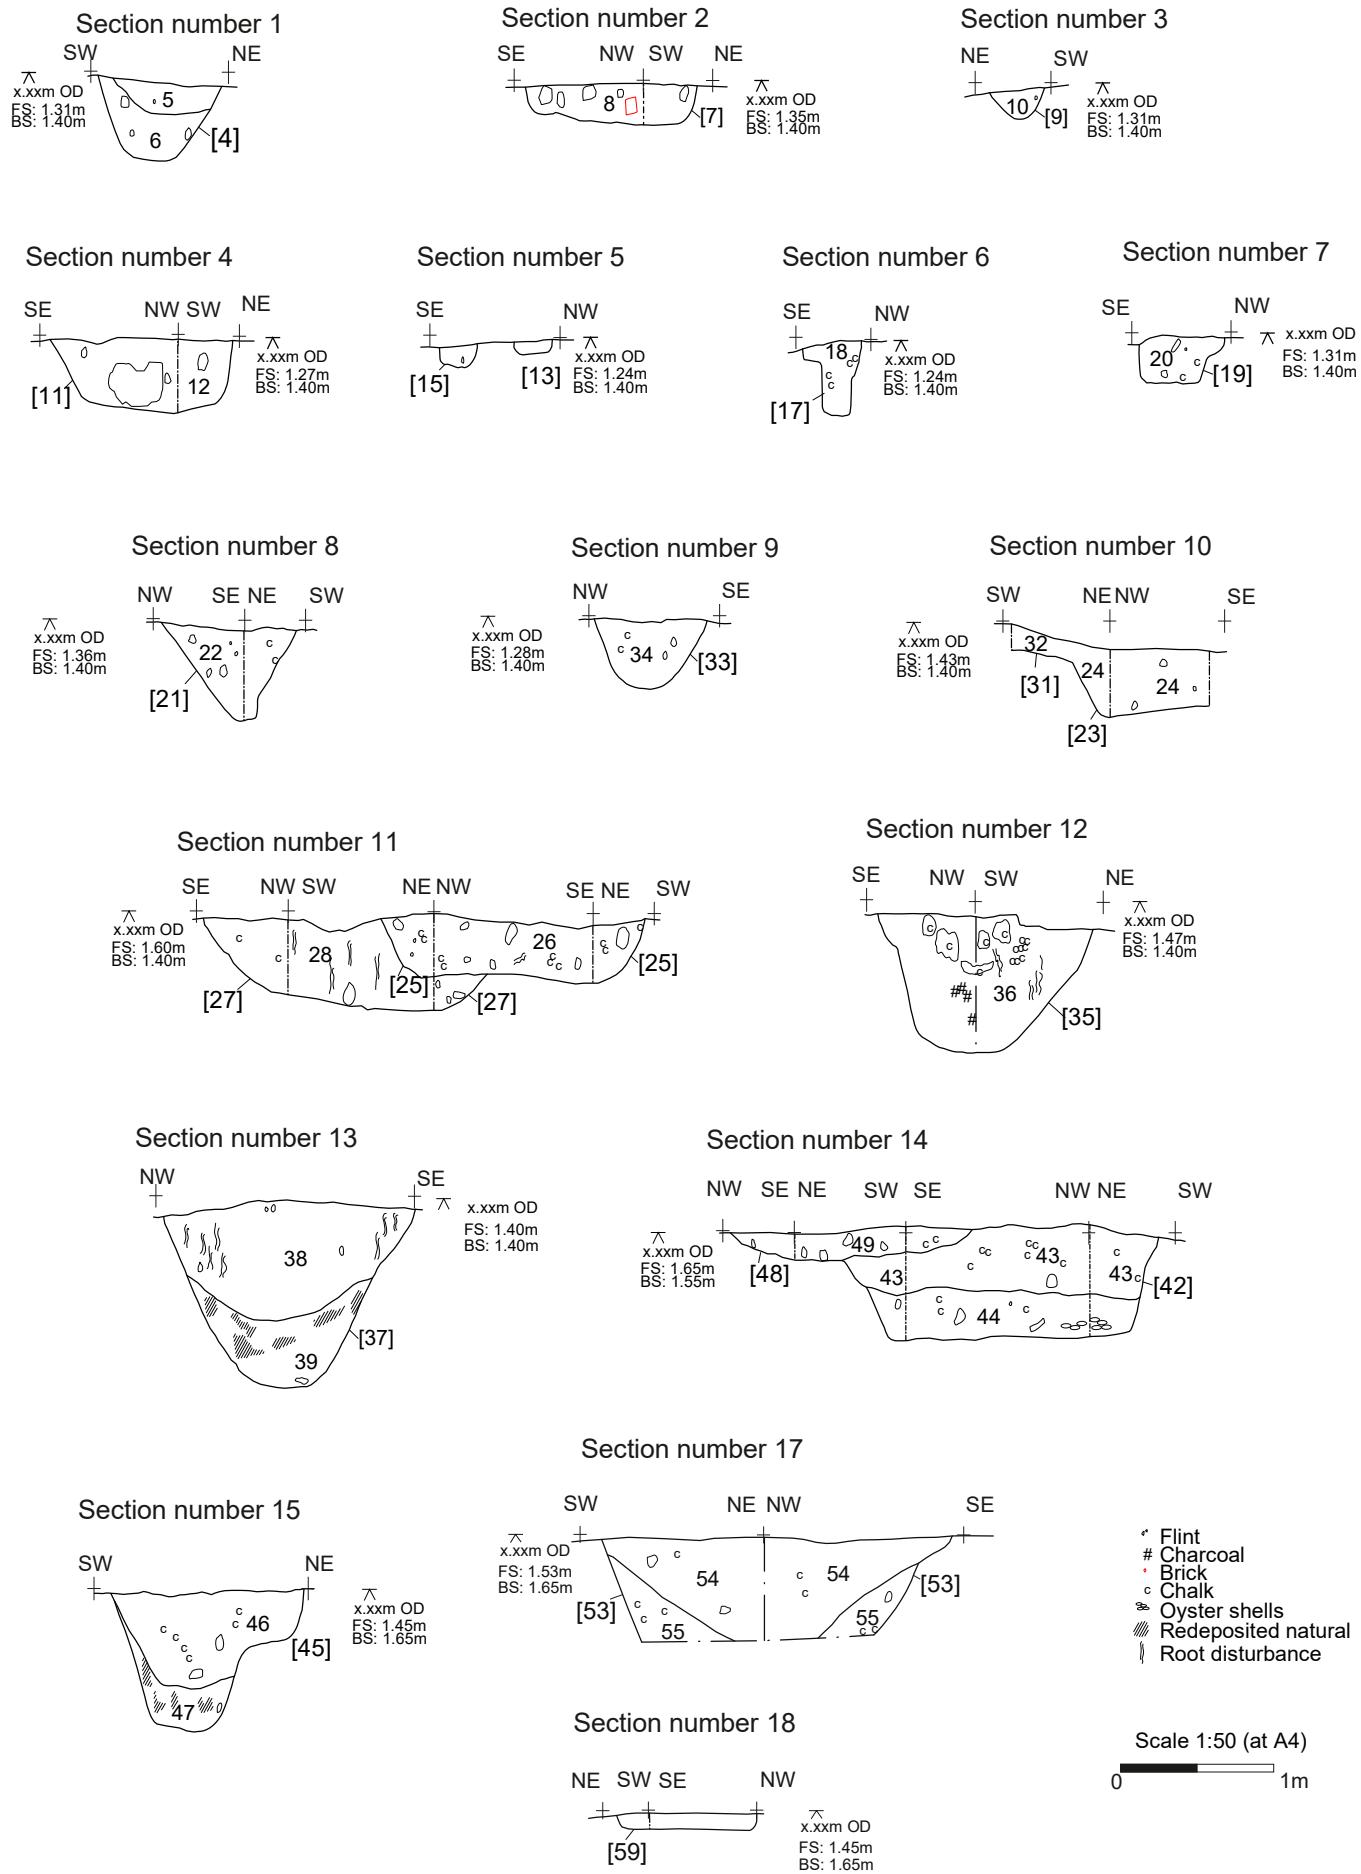 Section number 1
SW NE
x.xxm OD
FS: 1.31m
BS: 1.40m
5
6
[4]
Section number 2
SE NW SW NE
8
[7]
x.xxm OD
FS: 1.35m
BS: 1.40m
Section number 3
NE SW
10
[9]
x.xxm OD
FS: 1.31m
BS: 1.40m
Section number 4
SE NW SW NE
12
[11]
x.xxm OD
FS: 1.27m
BS: 1.40m
Section number 5
SE NW
[15] [13]
x.xxm OD
FS: 1.24m
BS: 1.40m
Section number 6
SE NW
18
c c
c
c
c
[17]
x.xxm OD
FS: 1.24m
BS: 1.40m
Section number 7
SE NW
20
c
c
[19]
x.xxm OD
FS: 1.31m
BS: 1.40m
Section number 8
NW SE NE SW
x.xxm OD
FS: 1.36m
BS: 1.40m
22
c
c
[21]
Section number 9
NW SE
x.xxm OD
FS: 1.28m
BS: 1.40m
c
c
34
[33]
Section number 10
SW NE NW SE
x.xxm OD
FS: 1.43m
BS: 1.40m
32
[31]
24 24
[23]
Section number 11
SE NW SW NE NW SE NE SW
x.xxm OD
FS: 1.60m
BS: 1.40m
28 26
[27] [25] [27] [25]
Section number 12
SE NW SW NE
x.xxm OD
FS: 1.47m
BS: 1.40m
36
[35]
Section number 13
NW SE
x.xxm OD
FS: 1.40m
BS: 1.40m
38
[37]
39
Section number 14
NW SE NE SW SE NW NE SW
x.xxm OD
FS: 1.65m
BS: 1.55m
49
[48] 43 43 43 [42]
44
Section number 17
SW NE NW SE
x.xxm OD
FS: 1.53m
BS: 1.65m
54 54
[53] [53]
55 55
Section number 15
SW NE
x.xxm OD
FS: 1.45m
BS: 1.65m
46
[45]
47
Section number 18
NE SW SE NW
[59]
x.xxm OD
FS: 1.45m
BS: 1.65m
Flint
# Charcoal
Brick
c Chalk
Oyster shells
Redeposited natural
Root disturbance
Scale 1:50 (at A4)
0 1m